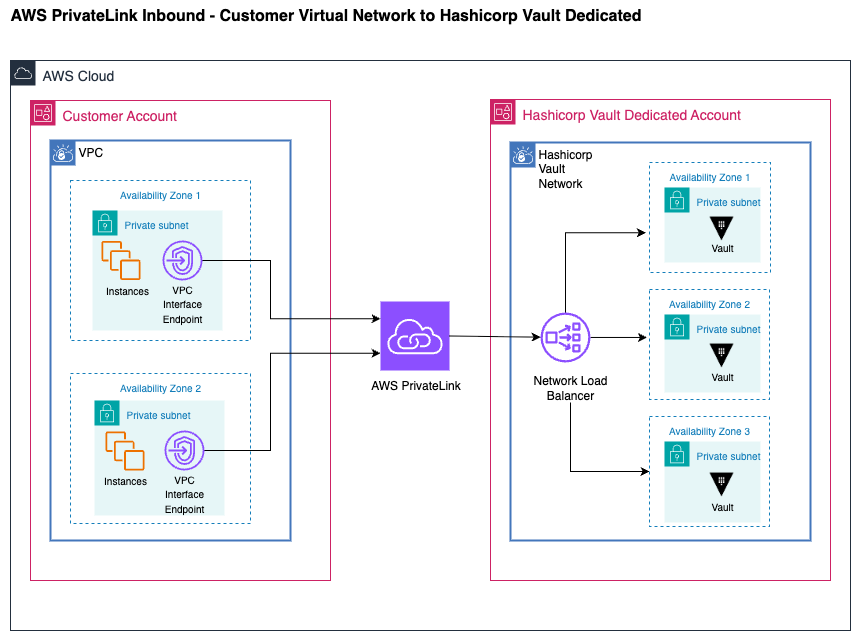 AWS PrivateLink Inbound - Customer Virtual Network to Hashicorp Vault Dedicated
AWS Cloud
Customer Account
VPC
Availability Zone 1
Private subnet
Instances
VPC
Interface
Endpoint
Availability Zone 2
Private subnet
Instances
VPC
Interface
Endpoint
AWS PrivateLink
Hashicorp Vault Dedicated Account
Hashicorp
Vault
Network
Network Load
Balancer
Availability Zone 1
Private subnet
Vault
Availability Zone 2
Private subnet
Vault
Availability Zone 3
Private subnet
Vault